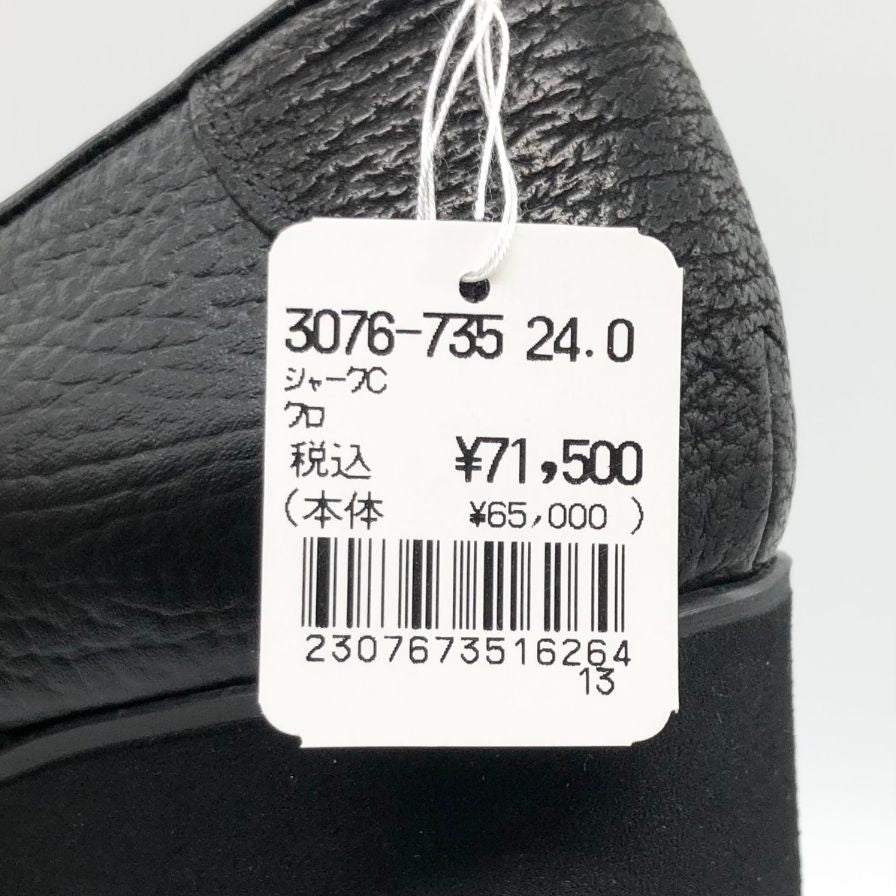 3076-735 24.0
シャークC
クロ
税込 ¥71,500
(本体 ¥65,000 )
2307673516264
13